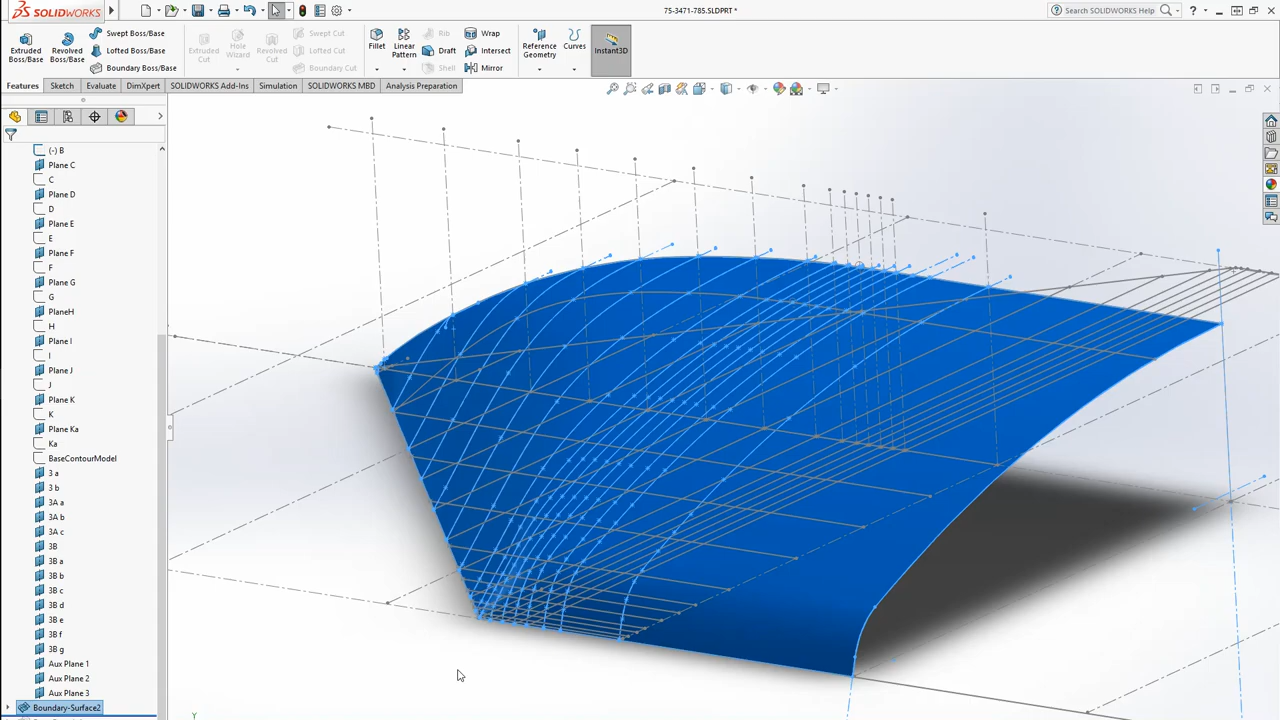 SOLIDWORKS
75-3471-785.SLDPRT *
Search SOLIDWORKS Help
Extruded Boss/Base
Revolved Boss/Base
Swept Boss/Base
Lofted Boss/Base
Boundary Boss/Base
Extruded Cut
Hole Wizard
Revolved Cut
Swept Cut
Lofted Cut
Boundary Cut
Fillet
Linear Pattern
Rib
Draft
Shell
Wrap
Intersect
Mirror
Reference Geometry
Curves
Instant3D
Features
Sketch
Evaluate
DimXpert
SOLIDWORKS Add-Ins
Simulation
SOLIDWORKS MBD
Analysis Preparation
(-) B
Plane C
C
Plane D
D
Plane E
E
Plane F
F
Plane G
G
PlaneH
H
Plane I
I
Plane J
J
Plane K
K
Plane Ka
Ka
BaseContourModel
3 a
3 b
3A a
3A b
3A c
3B
3B a
3B b
3B c
3B d
3B e
3B f
3B g
Aux Plane 1
Aux Plane 2
Aux Plane 3
Boundary-Surface2
Y